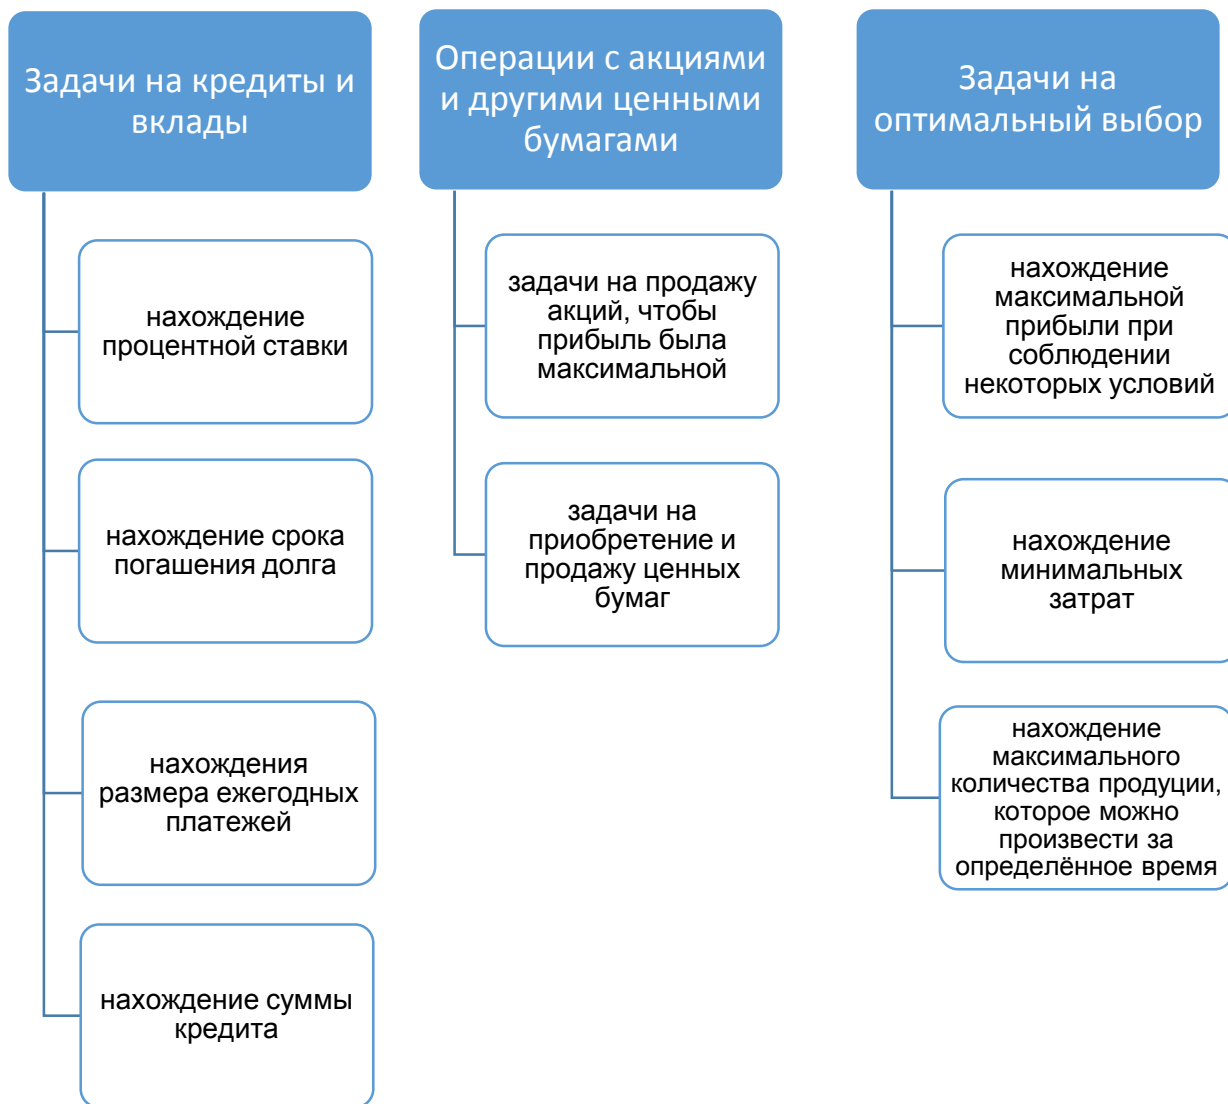 Задачи на кредиты и
вклады
нахождение
процентной ставки
нахождение срока
погашения долга
нахождения
размера ежегодных
платежей
нахождение суммы
кредита
Операции с акциями
и другими ценными
бумагами
задачи на продажу
акций, чтобы
прибыль была
максимальной
задачи на
приобретение и
продажу ценных
бумаг
Задачи на
оптимальный выбор
нахождение
максимальной
прибыли при
соблюдении
некоторых условий
нахождение
минимальных
затрат
нахождение
максимального
количества продуции,
которое можно
произвести за
определённое время